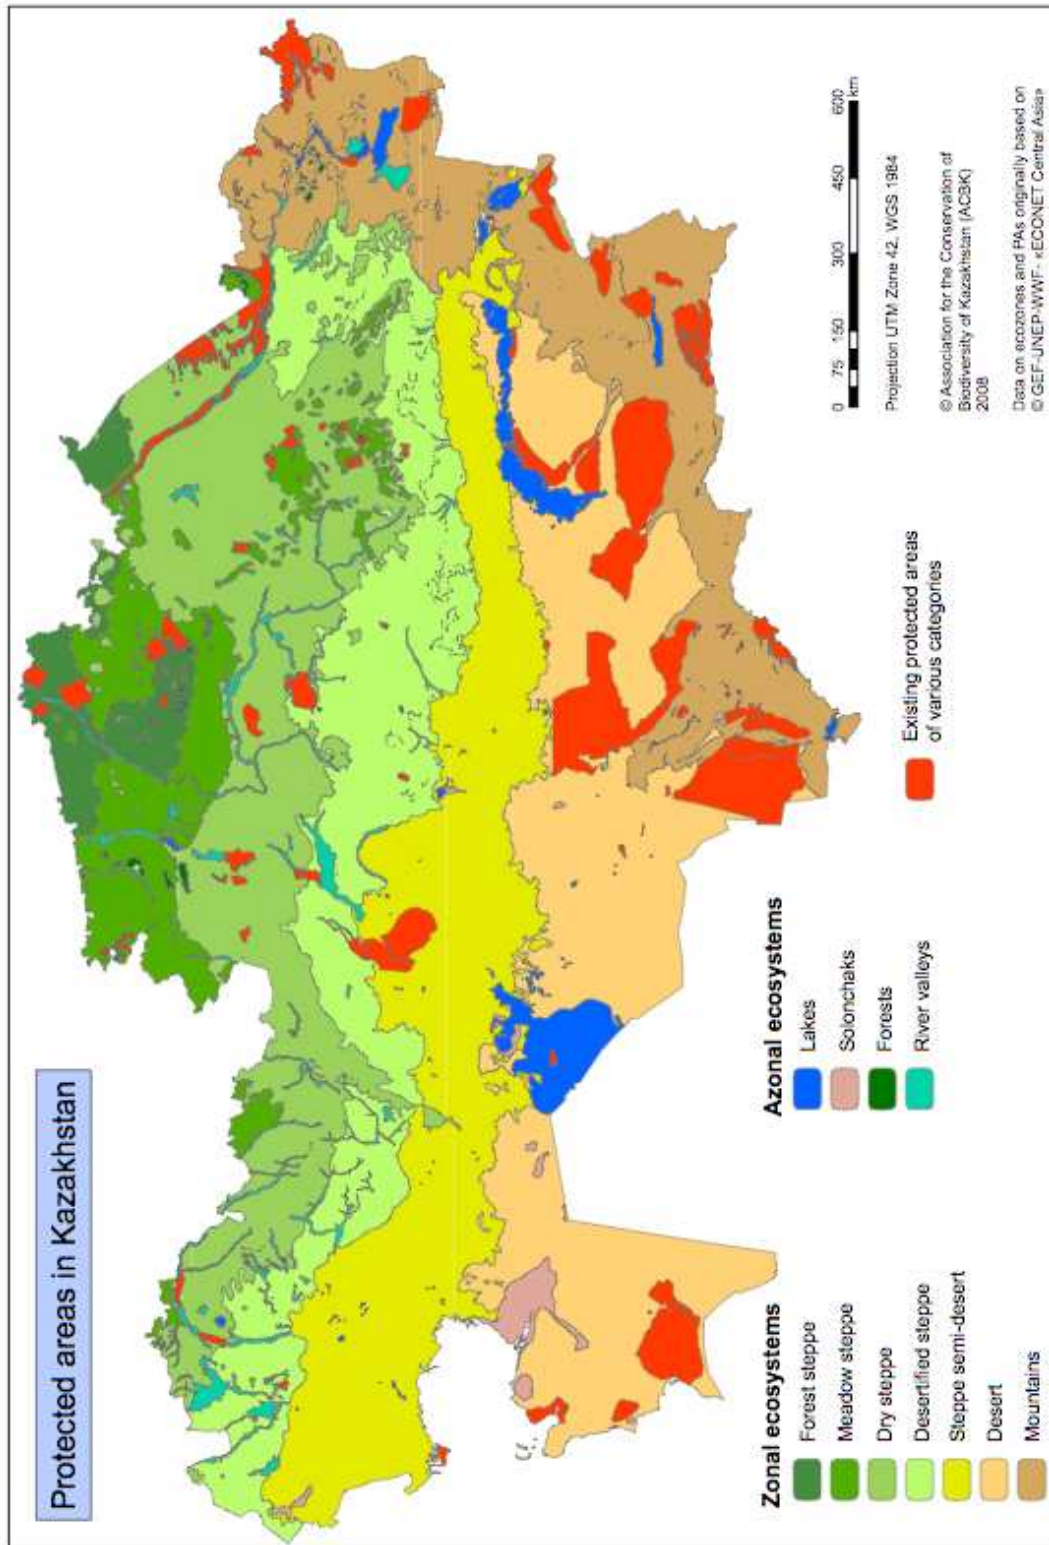 Protected areas in Kazakhstan
Zonal ecosystems
Forest steppe
Meadow steppe
Dry steppe
Desertified steppe
Steppe semi-desert
Desert
Mountains
Azonal ecosystems
Lakes
Solonchaks
Forests
River valleys
Existing protected areas
of various categories
0 75 150 300 450 600
km
Projection UTM Zone 42, WGS 1984
© Association for the Conservation of
Biodiversity of Kazakhstan (ACBK)
2008
Data on ecozones and PAs originally based on
© GEF-UNEP-WWF- «ECONET Central Asia»